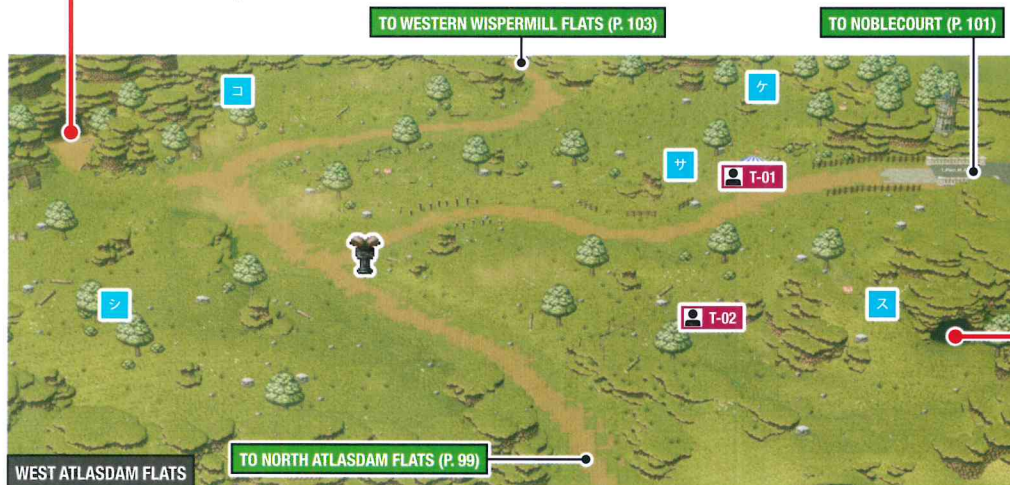 TO WESTERN WISPERMILL FLATS (P. 103)
TO NOBLECOURT (P. 101)
コ
ケ
サ
T-01
シ
T-02
ス
TO NORTH ATLASDAM FLATS (P. 99)
WEST ATLASDAM FLATS